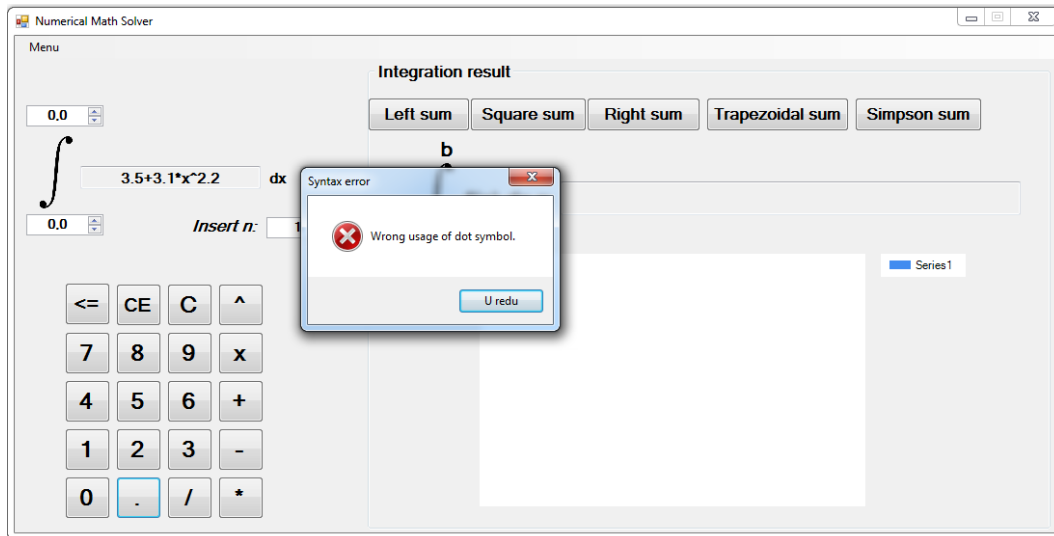 Numerical Math Solver
Menu
Integration result
Left sum Square sum Right sum Trapezoidal sum Simpson sum
0,0
b
∫ 3.5+3.1*x^2.2 dx
0,0 Insert n: 1
Syntax error
Wrong usage of dot symbol.
U redu
Series1
<= CE C ^
7 8 9 x
4 5 6 +
1 2 3 -
0 . / *